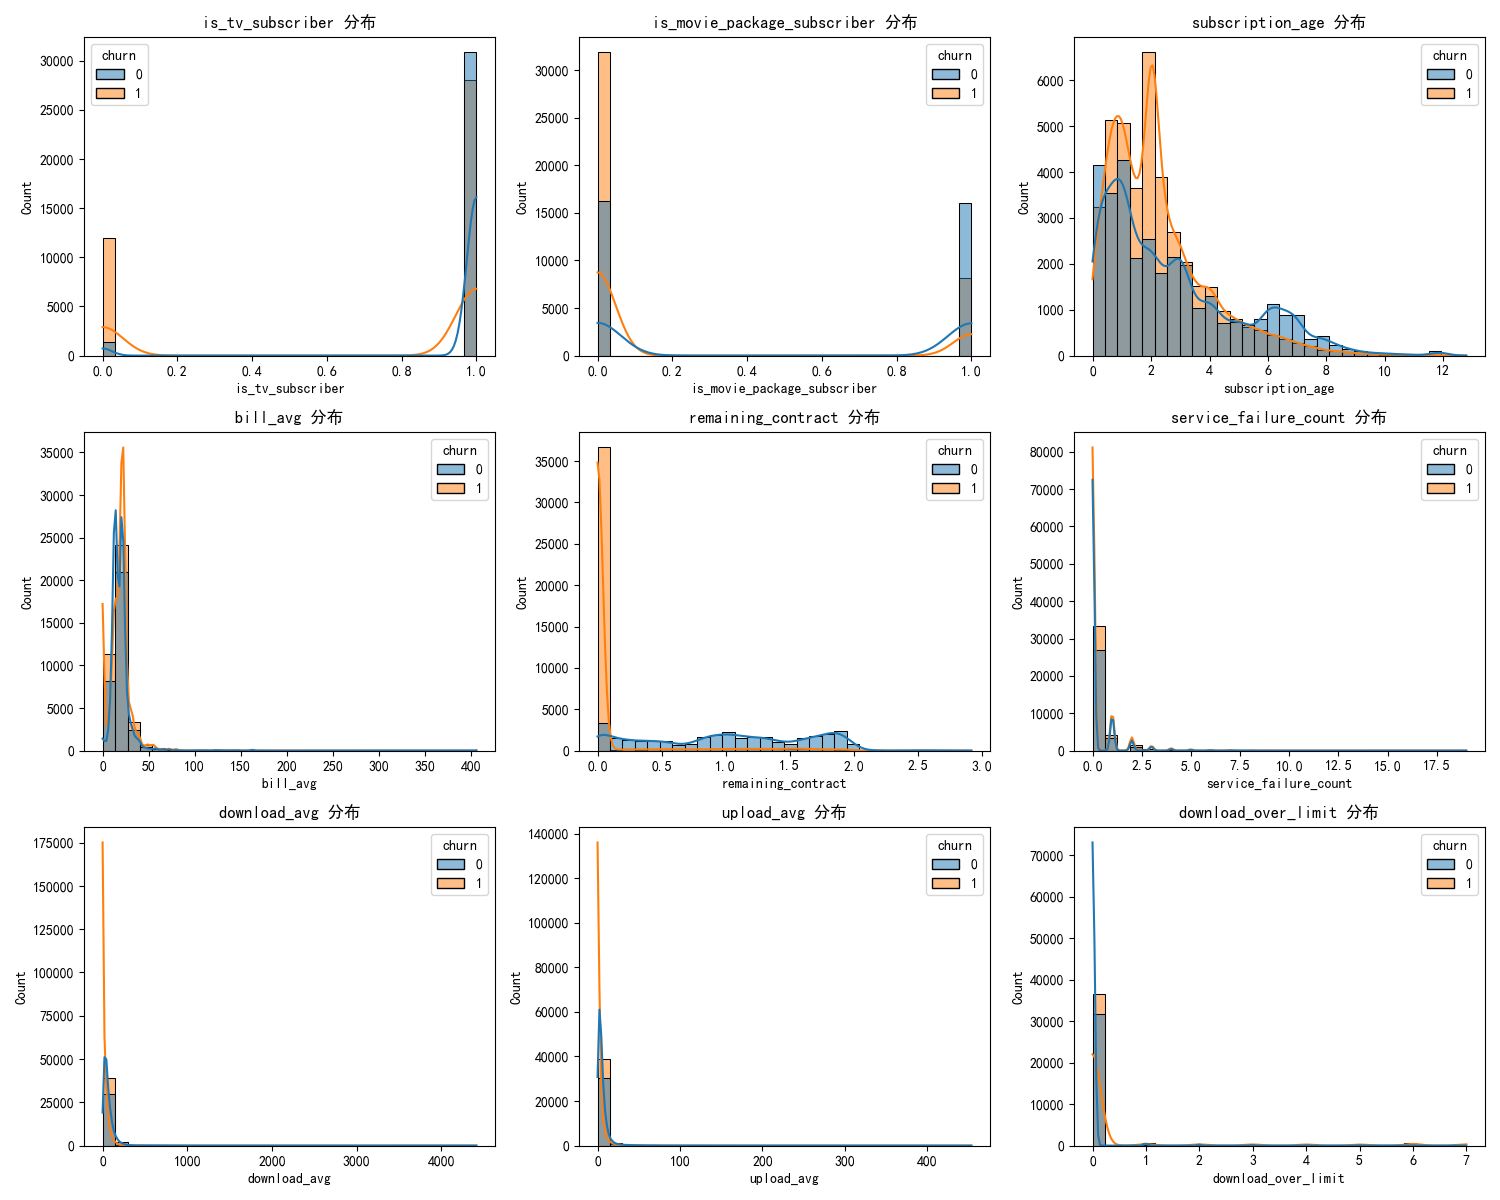 is_tv_subscriber 分布
churn
0
1
30000
25000
20000
15000
10000
5000
0
Count
0.0 0.2 0.4 0.6 0.8 1.0
is_tv_subscriber
is_movie_package_subscriber 分布
churn
0
1
30000
25000
20000
15000
10000
5000
0
Count
0.0 0.2 0.4 0.6 0.8 1.0
is_movie_package_subscriber
subscription_age 分布
churn
0
1
6000
5000
4000
3000
2000
1000
0
Count
0 2 4 6 8 10 12
subscription_age
bill_avg 分布
churn
0
1
35000
30000
25000
20000
15000
10000
5000
0
Count
0 50 100 150 200 250 300 350 400
bill_avg
remaining_contract 分布
churn
0
1
35000
30000
25000
20000
15000
10000
5000
0
Count
0.0 0.5 1.0 1.5 2.0 2.5 3.0
remaining_contract
service_failure_count 分布
churn
0
1
80000
70000
60000
50000
40000
30000
20000
10000
0
Count
0.0 2.5 5.0 7.5 10.0 12.5 15.0 17.5
service_failure_count
download_avg 分布
churn
0
1
175000
150000
125000
100000
75000
50000
25000
0
Count
0 1000 2000 3000 4000
download_avg
upload_avg 分布
churn
0
1
140000
120000
100000
80000
60000
40000
20000
0
Count
0 100 200 300 400
upload_avg
download_over_limit 分布
churn
0
1
70000
60000
50000
40000
30000
20000
10000
0
Count
0 1 2 3 4 5 6 7
download_over_limit